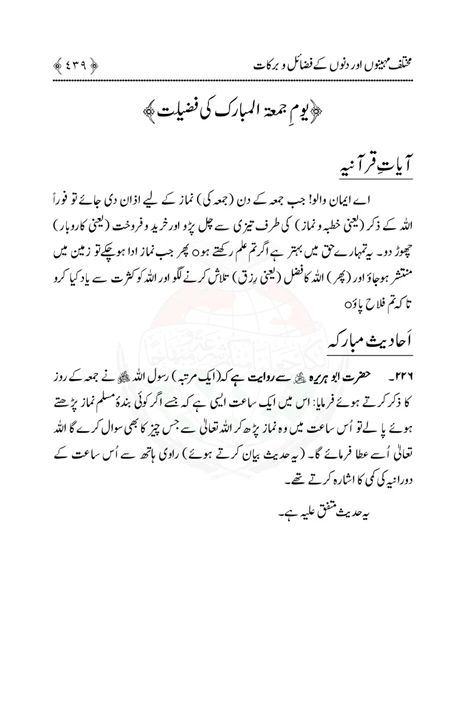 مختلف مہینوں اور دنوں کے فضائل و برکات ﴿ ٤٣٩ ﴾
﴿یومِ جمعۃ المبارک کی فضیلت﴾
آیاتِ قرآنیہ
اے ایمان والو! جب جمعہ کے دن (جمعہ کی) نماز کے لیے اذان دی جائے تو فوراً
اللہ کے ذکر (یعنی خطبہ و نماز) کی طرف تیزی سے چل پڑو اور خرید و فروخت (یعنی کاروبار)
چھوڑ دو۔ یہ تمہارے حق میں بہتر ہے اگر تم علم رکھتے ہوo پھر جب نماز ادا ہوچکے تو زمین میں
منتشر ہوجاؤ اور (پھر) اللہ کا فضل (یعنی رزق) تلاش کرنے لگو اور اللہ کو کثرت سے یاد کیا کرو
تاکہ تم فلاح پاؤo
اَحادیث مبارکہ
٢٢٦۔ حضرت ابو ہریرہ ؓ سے روایت ہے کہ (ایک مرتبہ) رسول اللہ ﷺ نے جمعہ کے روز
کا ذکر کرتے ہوئے فرمایا: اس میں ایک ساعت ایسی ہے کہ جسے اگر کوئی بندۂ مسلم نماز پڑھتے
ہوئے پا لے تو اُس ساعت میں وہ نماز پڑھ کر اللہ تعالیٰ سے جس چیز کا بھی سوال کرے گا اللہ
تعالیٰ اُسے عطا فرمائے گا۔ (یہ حدیث بیان کرتے ہوئے) راوی ہاتھ سے اُس ساعت کے
دورانیہ کی کمی کا اشارہ کرتے تھے۔
یہ حدیث متفق علیہ ہے۔